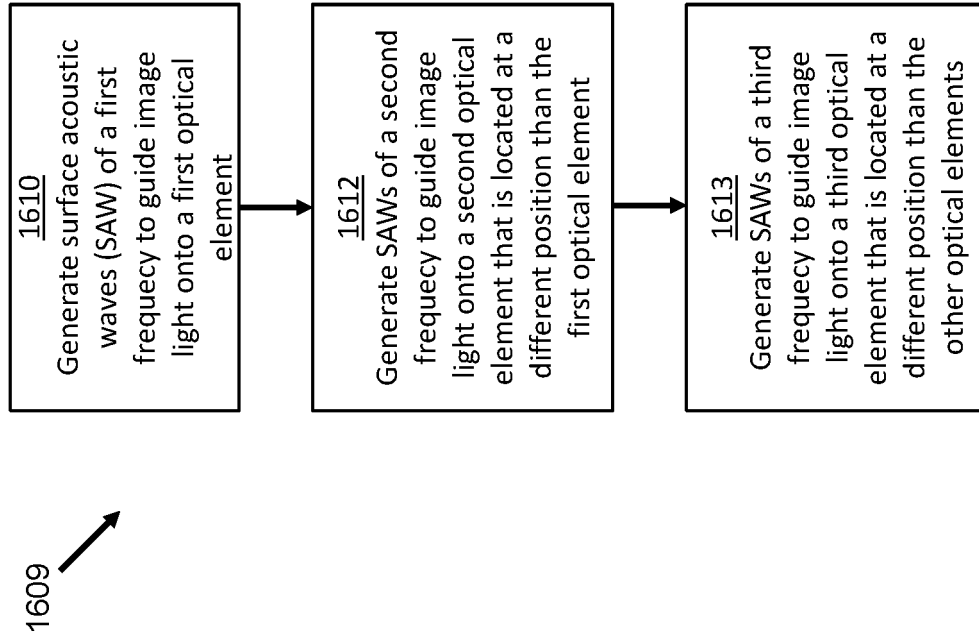 1609
1610
Generate surface acoustic
waves (SAW) of a first
frequecy to guide image
light onto a first optical
element
1612
Generate SAWs of a second
frequecy to guide image
light onto a second optical
element that is located at a
different position than the
first optical element
1613
Generate SAWs of a third
frequecy to guide image
light onto a third optical
element that is located at a
different position than the
other optical elements